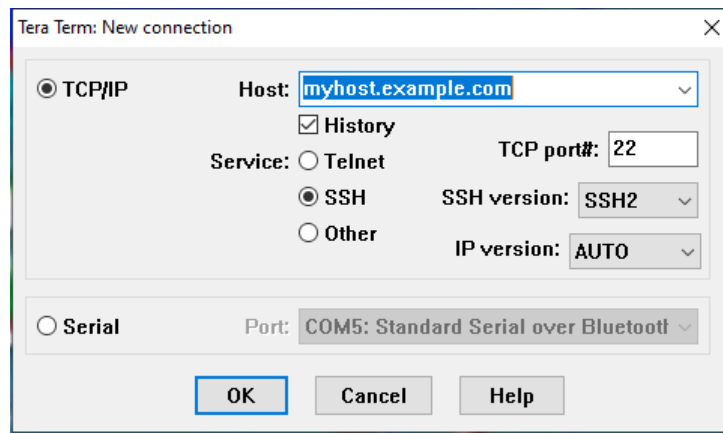 Tera Term: New connection
TCP/IP
Host: myhost.example.com
History
Service: Telnet
TCP port#: 22
SSH
SSH version: SSH2
Other
IP version: AUTO
Serial
Port: COM5: Standard Serial over Bluetooth
OK Cancel Help